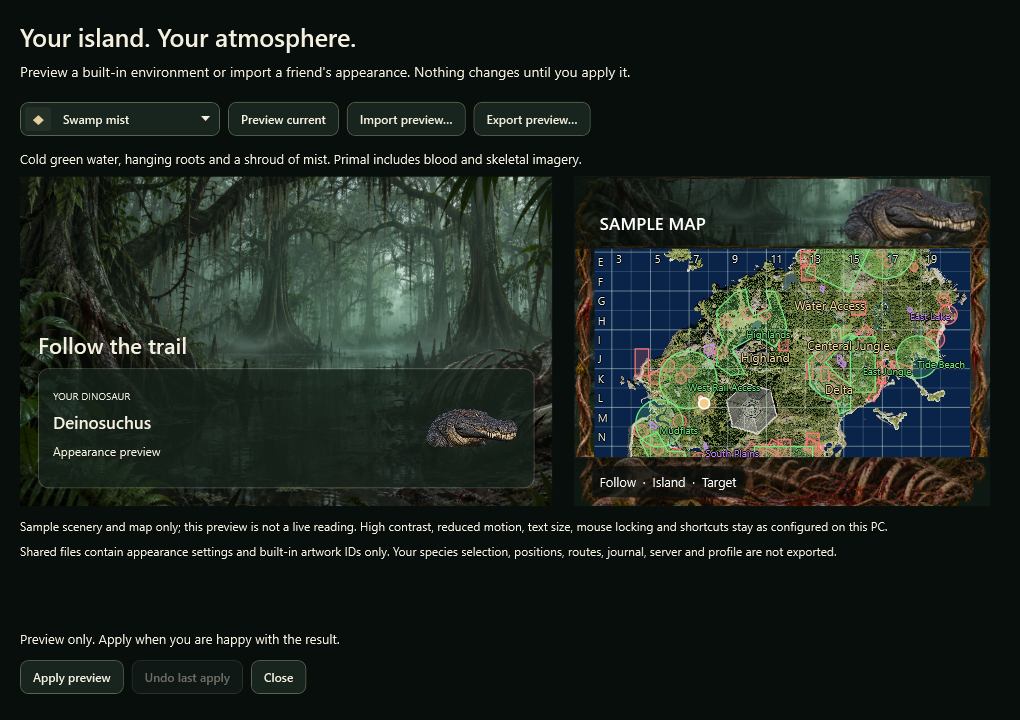 Your island. Your atmosphere.
Preview a built-in environment or import a friend's appearance. Nothing changes until you apply it.
Swamp mist
Preview current
Import preview...
Export preview...
Cold green water, hanging roots and a shroud of mist. Primal includes blood and skeletal imagery.
Follow the trail
YOUR DINOSAUR
Deinosuchus
Appearance preview
SAMPLE MAP
3 5 7 9 11 13 15 17 19
E
F
G
H
I
J
K
L
M
N
Water Access
East Lake
Highlands
Highland
Centeral Jungle
Tide Beach
East Jungle
West Rail Access
Delta
Mudflats
South Plains
Follow · Island · Target
Sample scenery and map only; this preview is not a live reading. High contrast, reduced motion, text size, mouse locking and shortcuts stay as configured on this PC.
Shared files contain appearance settings and built-in artwork IDs only. Your species selection, positions, routes, journal, server and profile are not exported.
Preview only. Apply when you are happy with the result.
Apply preview
Undo last apply
Close